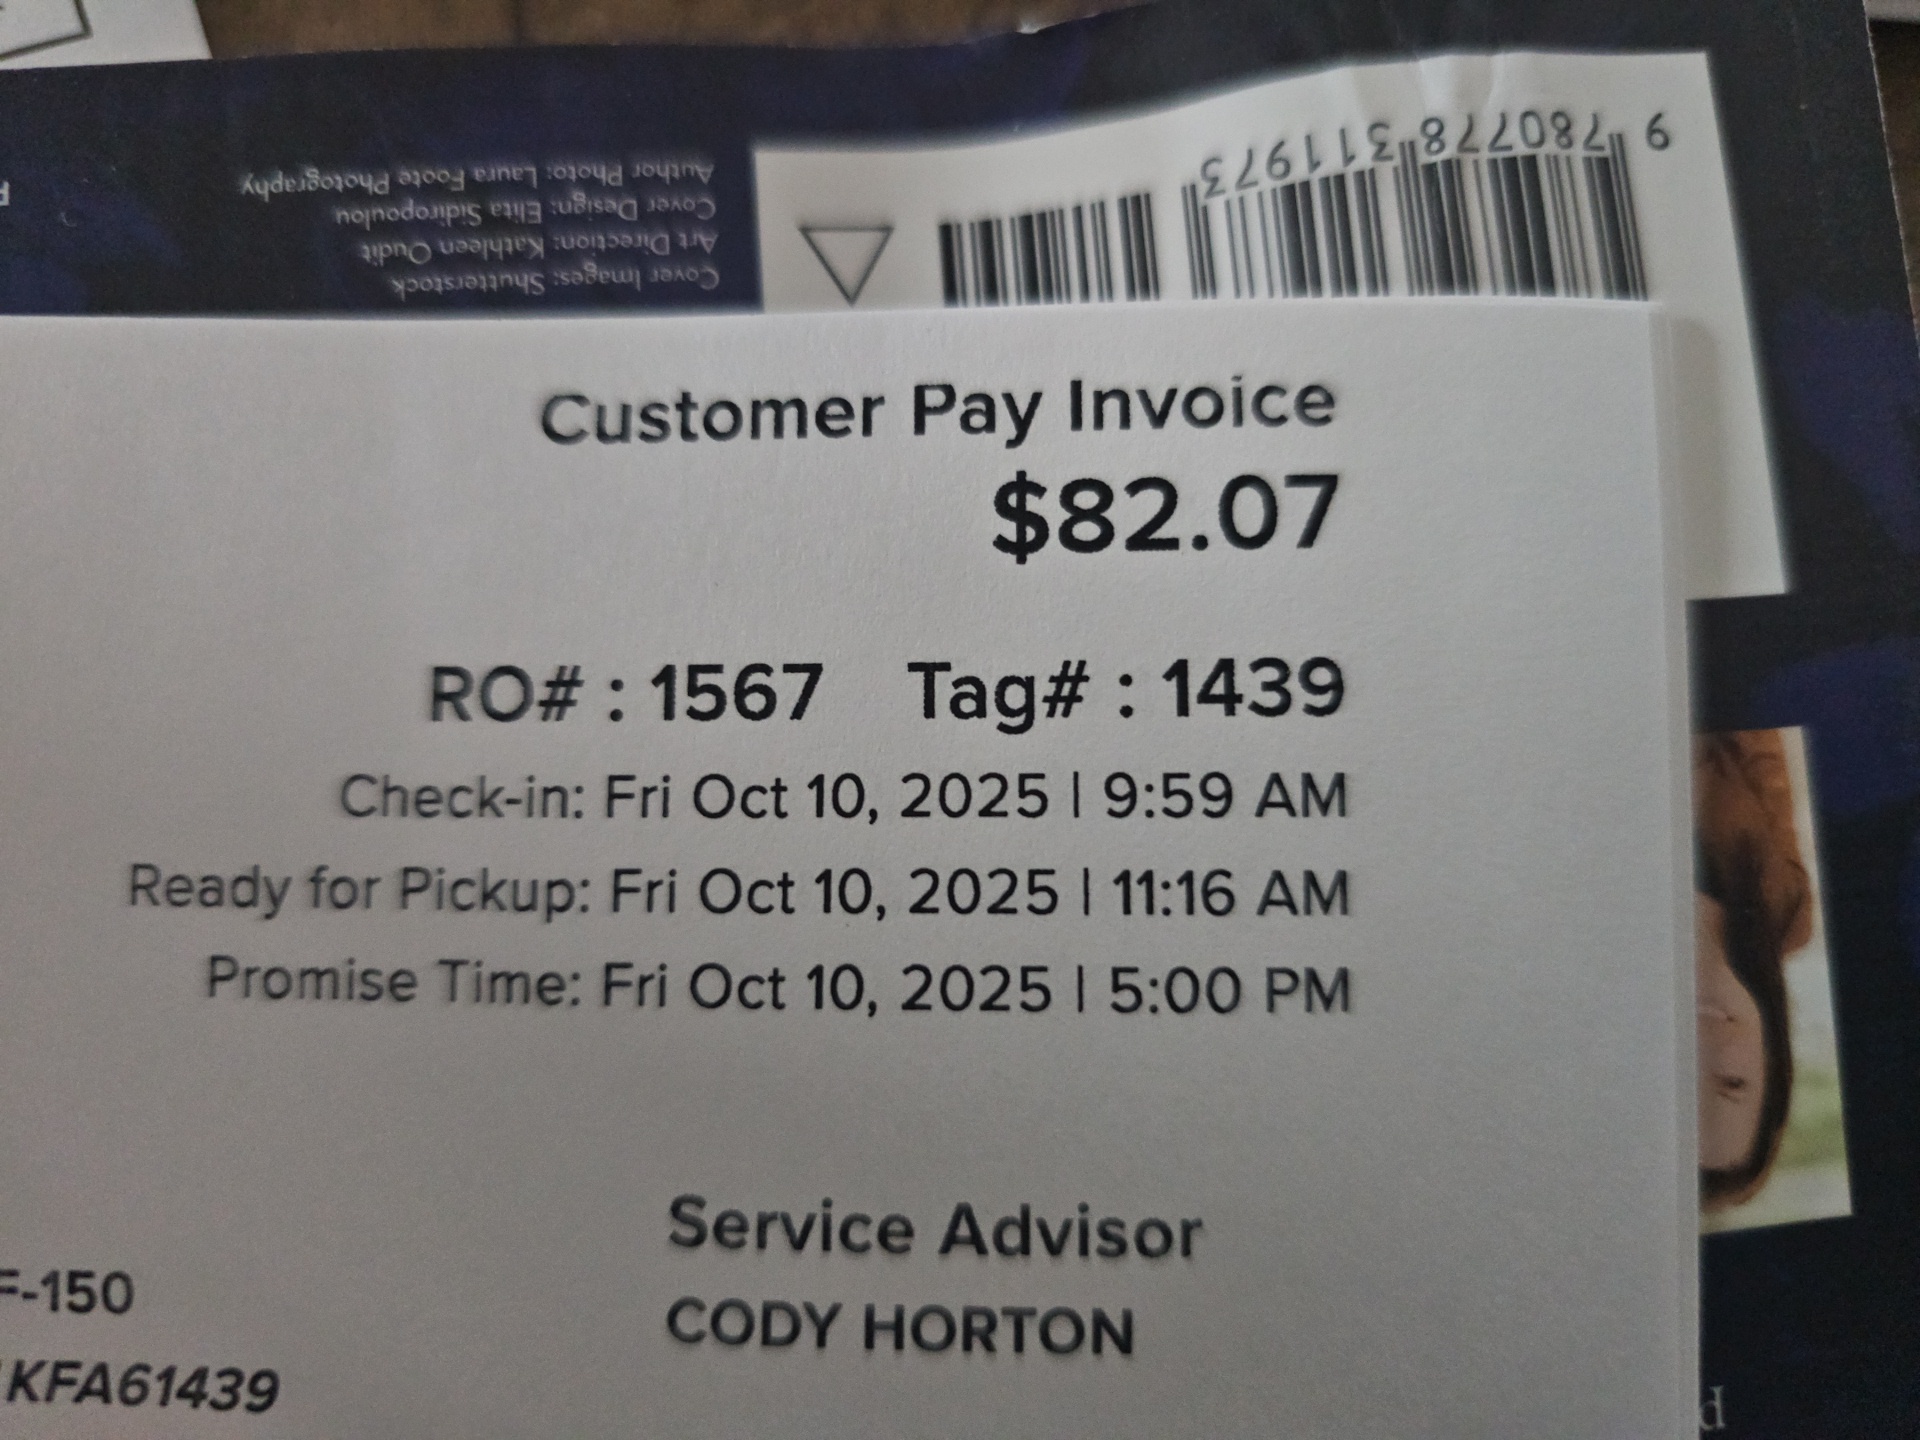 9 780778 311973
Author Photo: Laura Foote Photography
Cover Design: Elita Sidiropoulou
Art Direction: Kathleen Oudit
Cover Images: Shutterstock
Customer Pay Invoice
$82.07
RO# : 1567 Tag# : 1439
Check-in: Fri Oct 10, 2025 | 9:59 AM
Ready for Pickup: Fri Oct 10, 2025 | 11:16 AM
Promise Time: Fri Oct 10, 2025 | 5:00 PM
Service Advisor
CODY HORTON
F-150
KFA61439
d